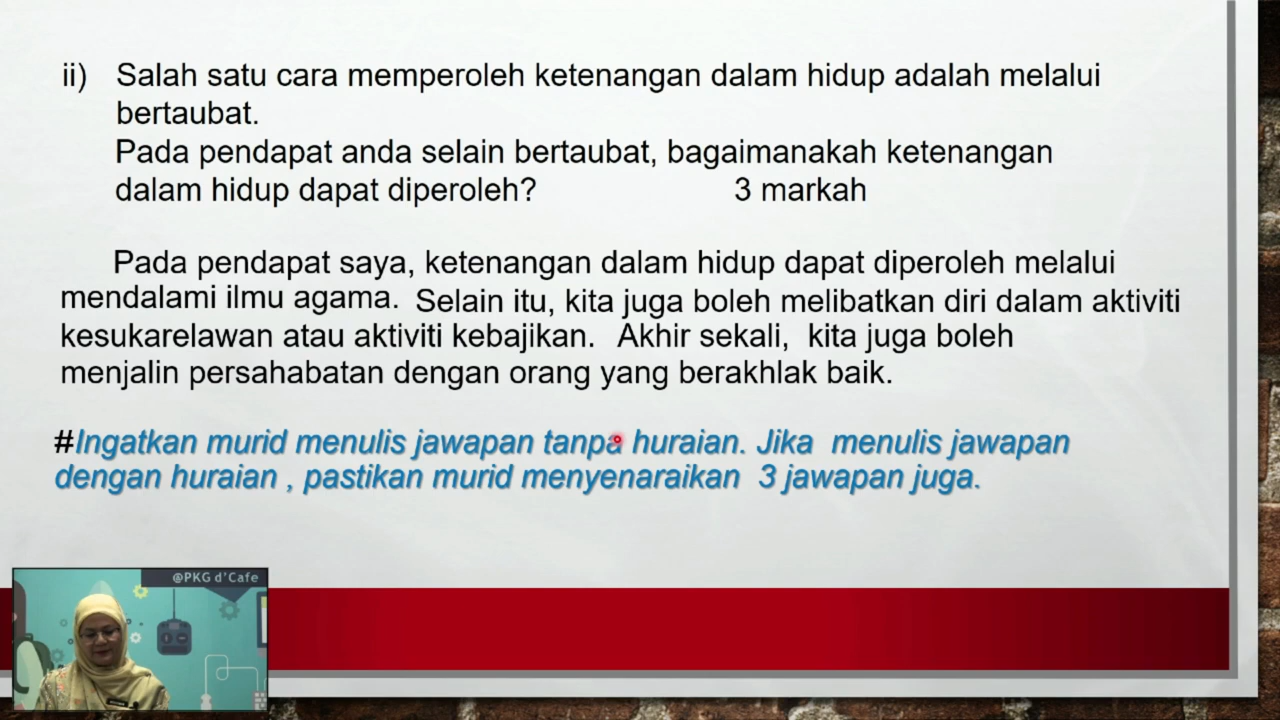 ii) Salah satu cara memperoleh ketenangan dalam hidup adalah melalui
bertaubat.
Pada pendapat anda selain bertaubat, bagaimanakah ketenangan
dalam hidup dapat diperoleh? 3 markah
Pada pendapat saya, ketenangan dalam hidup dapat diperoleh melalui
mendalami ilmu agama. Selain itu, kita juga boleh melibatkan diri dalam aktiviti
kesukarelawan atau aktiviti kebajikan. Akhir sekali, kita juga boleh
menjalin persahabatan dengan orang yang berakhlak baik.
#Ingatkan murid menulis jawapan tanpa huraian. Jika menulis jawapan
dengan huraian , pastikan murid menyenaraikan 3 jawapan juga.
@PKG d'Cafe